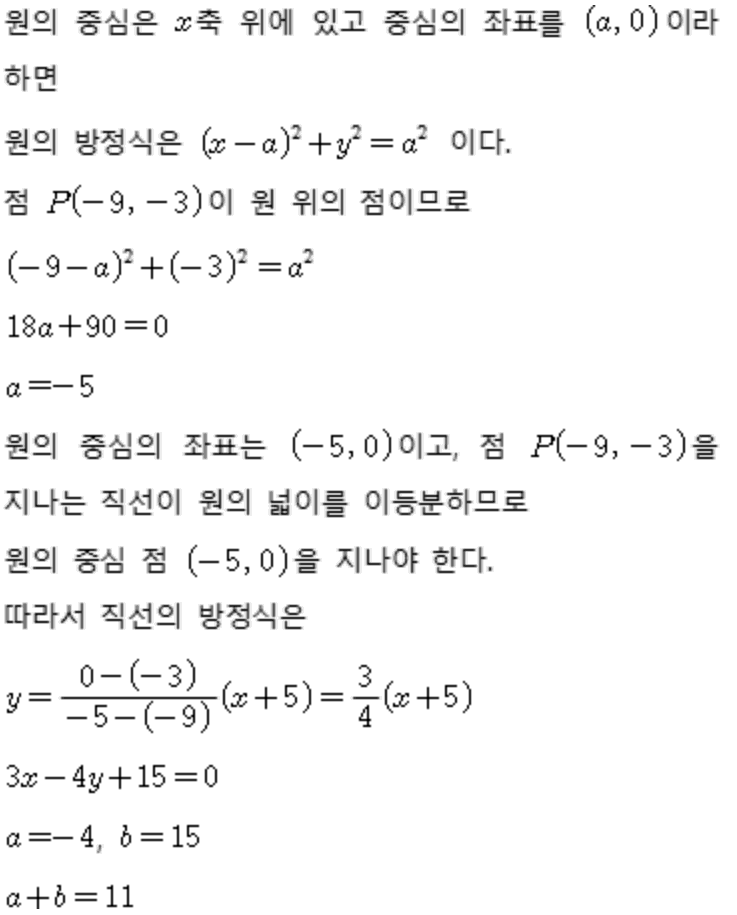 원의 중심은 x축 위에 있고 중심의 좌표를 (a, 0)이라
하면
원의 방정식은 (x-a)²+y²=a² 이다.
점 P(-9, -3)이 원 위의 점이므로
(-9-a)²+(-3)²=a²
18a+90=0
a=-5
원의 중심의 좌표는 (-5, 0)이고, 점 P(-9, -3)을
지나는 직선이 원의 넓이를 이등분하므로
원의 중심 점 (-5, 0)을 지나야 한다.
따라서 직선의 방정식은
y=\frac{0-(-3)}{-5-(-9)}(x+5)=\frac{3}{4}(x+5)
3x-4y+15=0
a=-4, b=15
a+b=11